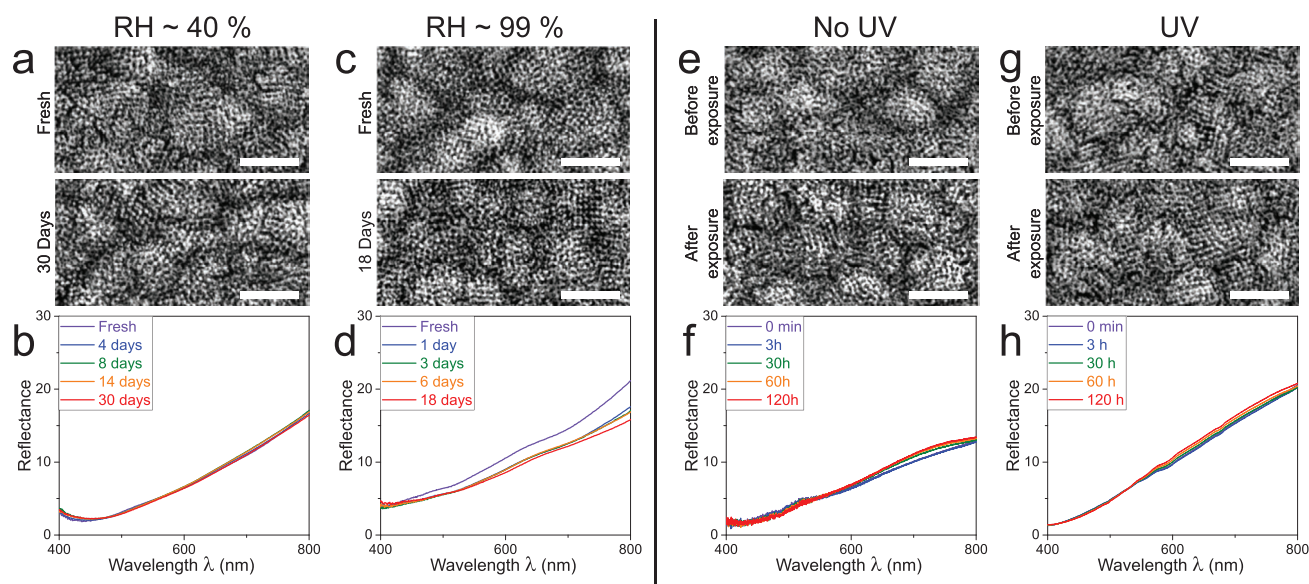 RH ~ 40 %
RH ~ 99 %
No UV
UV
a
Fresh
30 Days
c
Fresh
18 Days
e
Before
exposure
After
exposure
g
Before
exposure
After
exposure
b
30
20
10
0
Reflectance
Fresh
4 days
8 days
14 days
30 days
400
600
800
Wavelength λ (nm)
d
30
20
10
0
Reflectance
Fresh
1 day
3 days
6 days
18 days
400
600
800
Wavelength λ (nm)
f
30
20
10
0
Reflectance
0 min
3h
30h
60h
120h
400
600
800
Wavelength λ (nm)
h
30
20
10
0
Reflectance
0 min
3 h
30 h
60 h
120 h
400
600
800
Wavelength λ (nm)